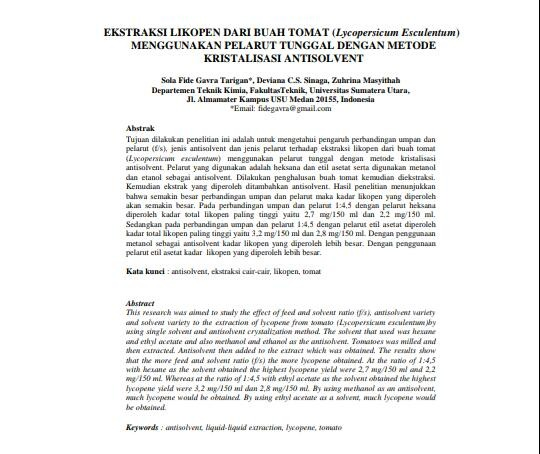 EKSTRAKSI LIKOPEN DARI BUAH TOMAT (Lycopersicum Esculentum)
MENGGUNAKAN PELARUT TUNGGAL DENGAN METODE
KRISTALISASI ANTISOLVENT
Sola Fide Gavra Tarigan*, Deviana C.S. Sinaga, Zuhrina Masyithah
Departemen Teknik Kimia, FakultasTeknik, Universitas Sumatera Utara,
Jl. Almamater Kampus USU Medan 20155, Indonesia
*Email: fidegavra@gmail.com
Abstrak
Tujuan dilakukan penelitian ini adalah untuk mengetahui pengaruh perbandingan umpan dan
pelarut (f/s), jenis antisolvent dan jenis pelarut terhadap ekstraksi likopen dari buah tomat
(Lycopersicum esculentum) menggunakan pelarut tunggal dengan metode kristalisasi
antisolvent. Pelarut yang digunakan adalah heksana dan etil asetat serta digunakan metanol
dan etanol sebagai antisolvent. Dilakukan penghalusan buah tomat kemudian diekstraksi.
Kemudian ekstrak yang diperoleh ditambahkan antisolvent. Hasil penelitian menunjukkan
bahwa semakin besar perbandingan umpan dan pelarut maka kadar likopen yang diperoleh
akan semakin besar. Pada perbandingan umpan dan pelarut 1:4,5 dengan pelarut heksana
diperoleh kadar total likopen paling tinggi yaitu 2,7 mg/150 ml dan 2,2 mg/150 ml.
Sedangkan pada perbandingan umpan dan pelarut 1:4,5 dengan pelarut etil asetat diperoleh
kadar total likopen paling tinggi yaitu 3,2 mg/150 ml dan 2,8 mg/150 ml. Dengan penggunaan
metanol sebagai antisolvent kadar likopen yang diperoleh lebih besar. Dengan penggunaan
pelarut etil asetat kadar likopen yang diperoleh lebih besar.
Kata kunci : antisolvent, ekstraksi cair-cair, likopen, tomat
Abstract
This research was aimed to study the effect of feed and solvent ratio (f/s), antisolvent variety
and solvent variety to the extraction of lycopene from tomato (Lycopersicum esculentum)by
using single solvent and antisolvent crystalization method. The solvent that used was hexane
and ethyl acetate and also methanol and ethanol as the antisolvent. Tomatoes was milled and
then extracted. Antisolvent then added to the extract which was obtained. The results show
that the more feed and solvent ratio (f/s) the more lycopene obtained. At the ratio of 1:4,5
with hexane as the solvent obtained the highest lycopene yield were 2,7 mg/150 ml and 2,2
mg/150 ml. Whereas at the ratio of 1:4,5 with ethyl acetate as the solvent obtained the highest
lycopene yield were 3,2 mg/150 ml dan 2,8 mg/150 ml. By using methanol as an antisolvent,
much lycopene would be obtained. By using ethyl acetate as a solvent, much lycopene would
be obtained.
Keywords : antisolvent, liquid-liquid extraction, lycopene, tomato